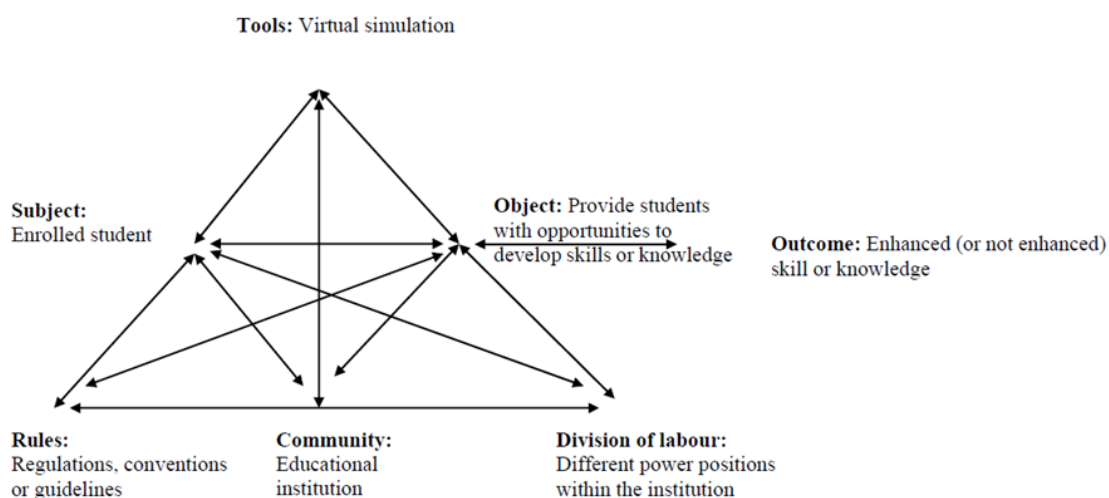 Tools: Virtual simulation
Subject:
Enrolled student
Object: Provide students
with opportunities to
develop skills or knowledge
Outcome: Enhanced (or not enhanced)
skill or knowledge
Rules:
Regulations, conventions
or guidelines
Community:
Educational
institution
Division of labour:
Different power positions
within the institution